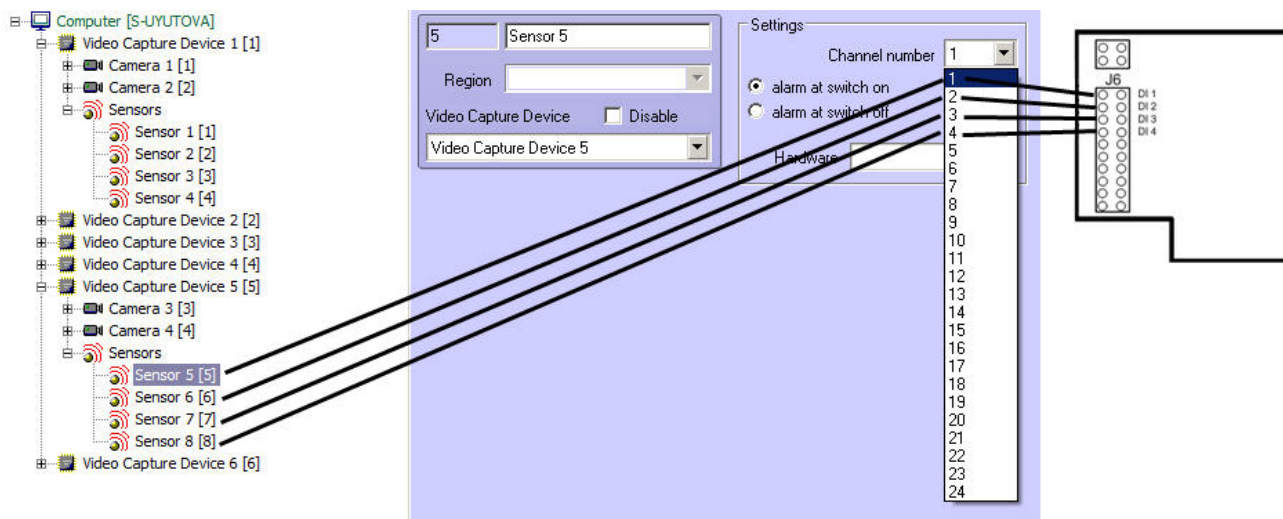 Computer [S-UYUTOVA]
Video Capture Device 1 [1]
Camera 1 [1]
Camera 2 [2]
Sensors
Sensor 1 [1]
Sensor 2 [2]
Sensor 3 [3]
Sensor 4 [4]
Video Capture Device 2 [2]
Video Capture Device 3 [3]
Video Capture Device 4 [4]
Video Capture Device 5 [5]
Camera 3 [3]
Camera 4 [4]
Sensors
Sensor 5 [5]
Sensor 6 [6]
Sensor 7 [7]
Sensor 8 [8]
Video Capture Device 6 [6]
5 Sensor 5
Region
Video Capture Device Disable
Video Capture Device 5
Settings
Channel number 1
alarm at switch on
alarm at switch off
Hardware
1
2
3
4
5
6
7
8
9
10
11
12
13
14
15
16
17
18
19
20
21
22
23
24
J6
DI 1
DI 2
DI 3
DI 4